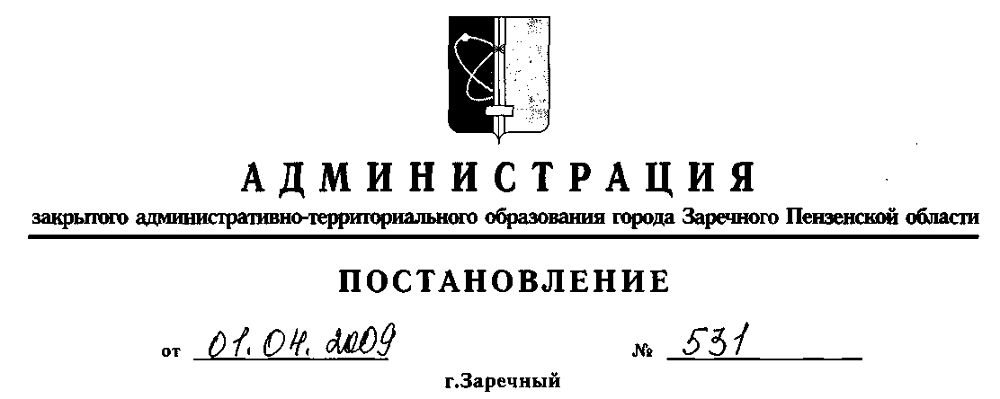 АДМИНИСТРАЦИЯ
закрытого административно-территориального образования города Заречного Пензенской области
ПОСТАНОВЛЕНИЕ
от 01.04.2009 № 531
г.Заречный